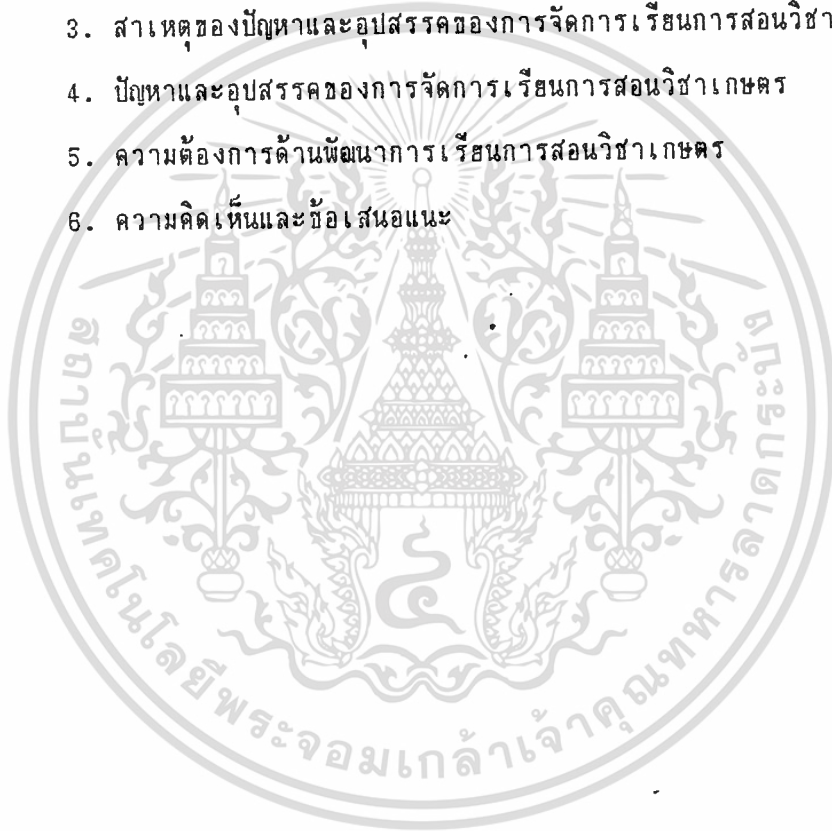 3. สาเหตุของปัญหาและอุปสรรคของการจัดการเรียนการสอนวิชา
4. ปัญหาและอุปสรรคของการจัดการเรียนการสอนวิชาเกษตร
5. ความต้องการด้านพัฒนาการเรียนการสอนวิชาเกษตร
6. ความคิดเห็นและข้อเสนอแนะ
สถาบันเทคโนโลยีพระจอมเกล้าเจ้าคุณทหารลาดกระบัง
๔